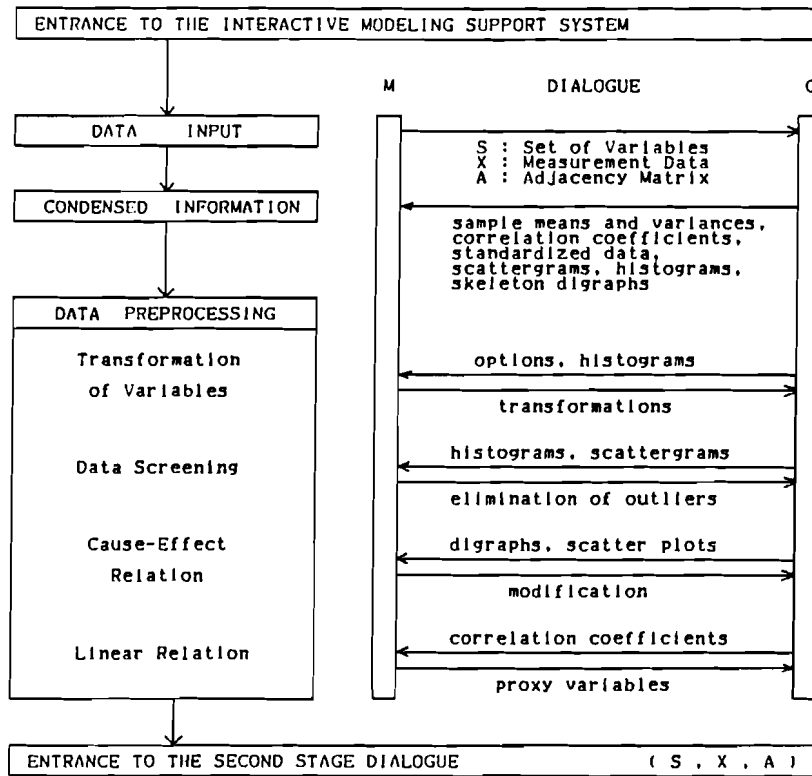 ENTRANCE TO THE INTERACTIVE MODELING SUPPORT SYSTEM
M DIALOGUE C
DATA INPUT
S : Set of Variables
X : Measurement Data
A : Adjacency Matrix
CONDENSED INFORMATION
sample means and variances,
correlation coefficients,
standardized data,
scattergrams, histograms,
skeleton digraphs
DATA PREPROCESSING
Transformation
of Variables
options, histograms
transformations
Data Screening
histograms, scattergrams
elimination of outliers
Cause-Effect
Relation
digraphs, scatter plots
modification
Linear Relation
correlation coefficients
proxy variables
ENTRANCE TO THE SECOND STAGE DIALOGUE ( S , X , A )